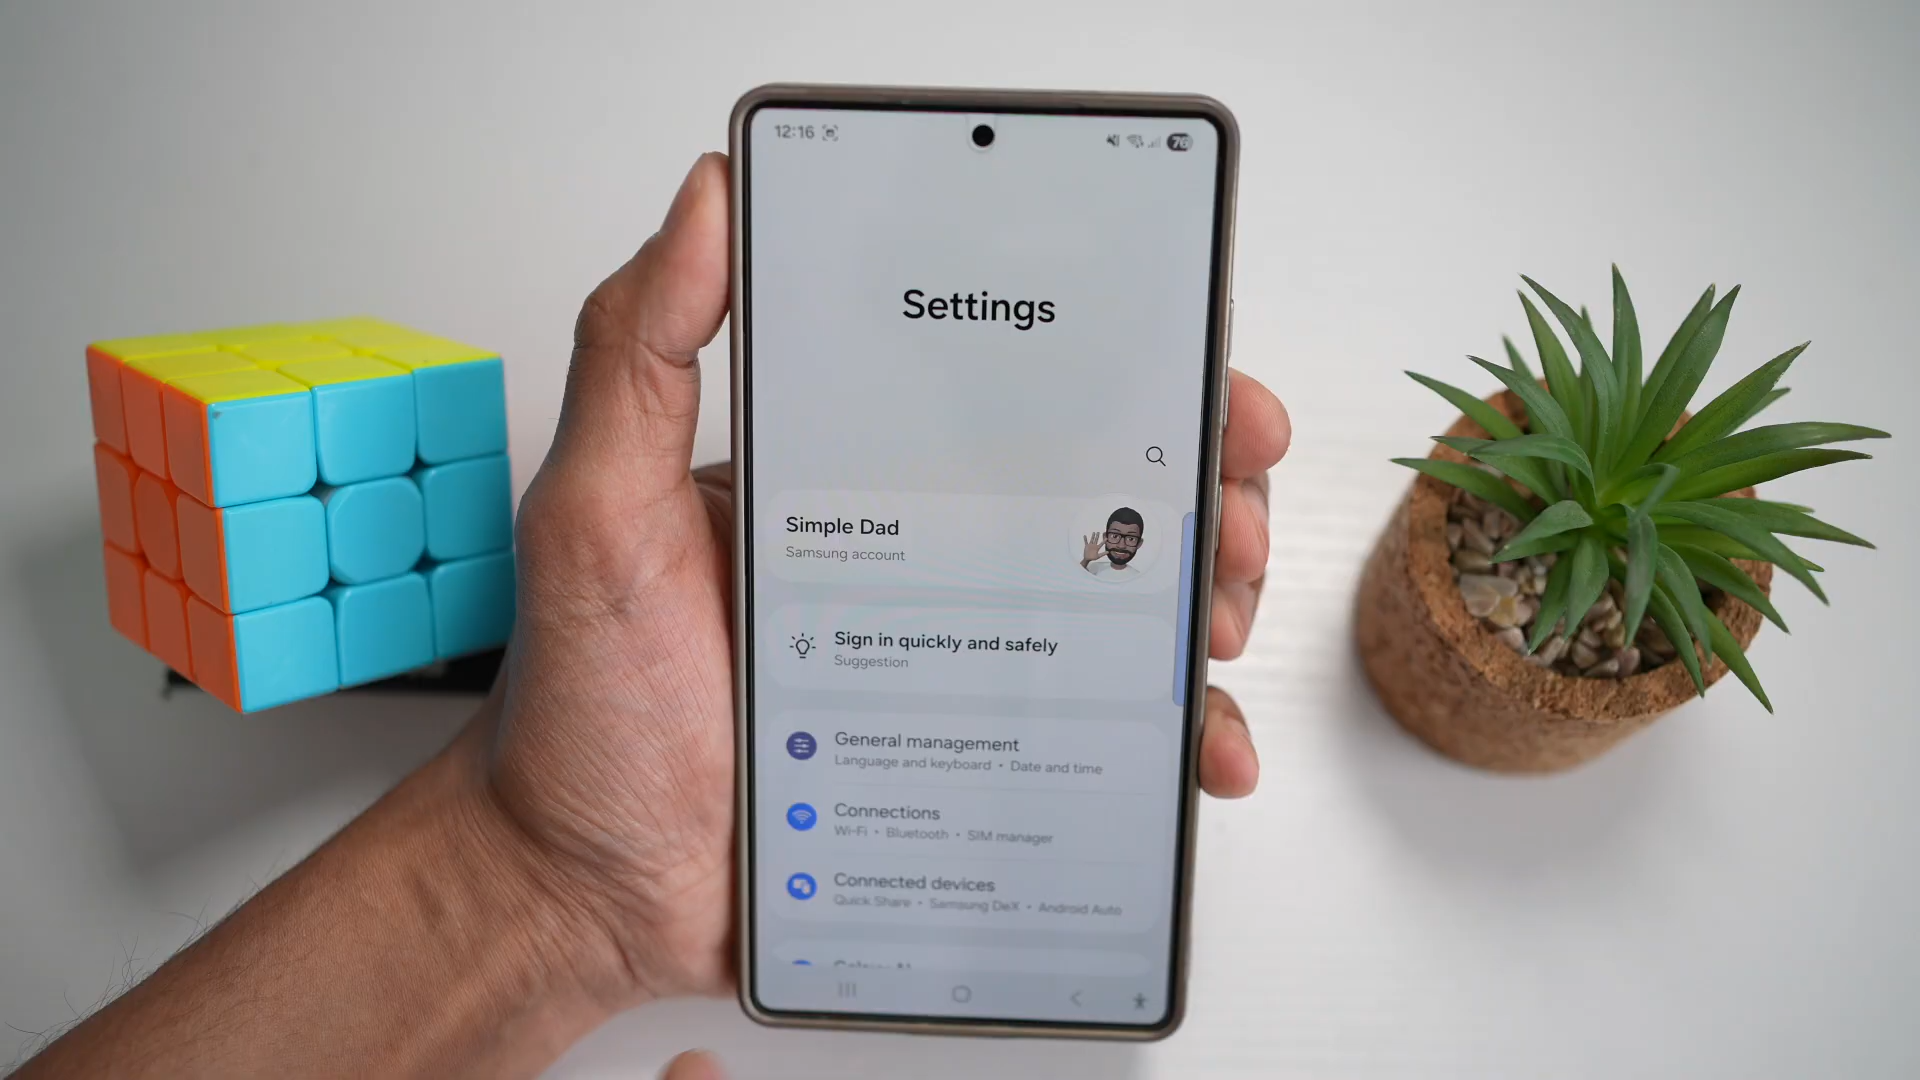 12:16
76
Settings
Simple Dad
Samsung account
Sign in quickly and safely
Suggestion
General management
Language and keyboard • Date and time
Connections
Wi-Fi • Bluetooth • SIM manager
Connected devices
Quick Share • Samsung DeX • Android Auto